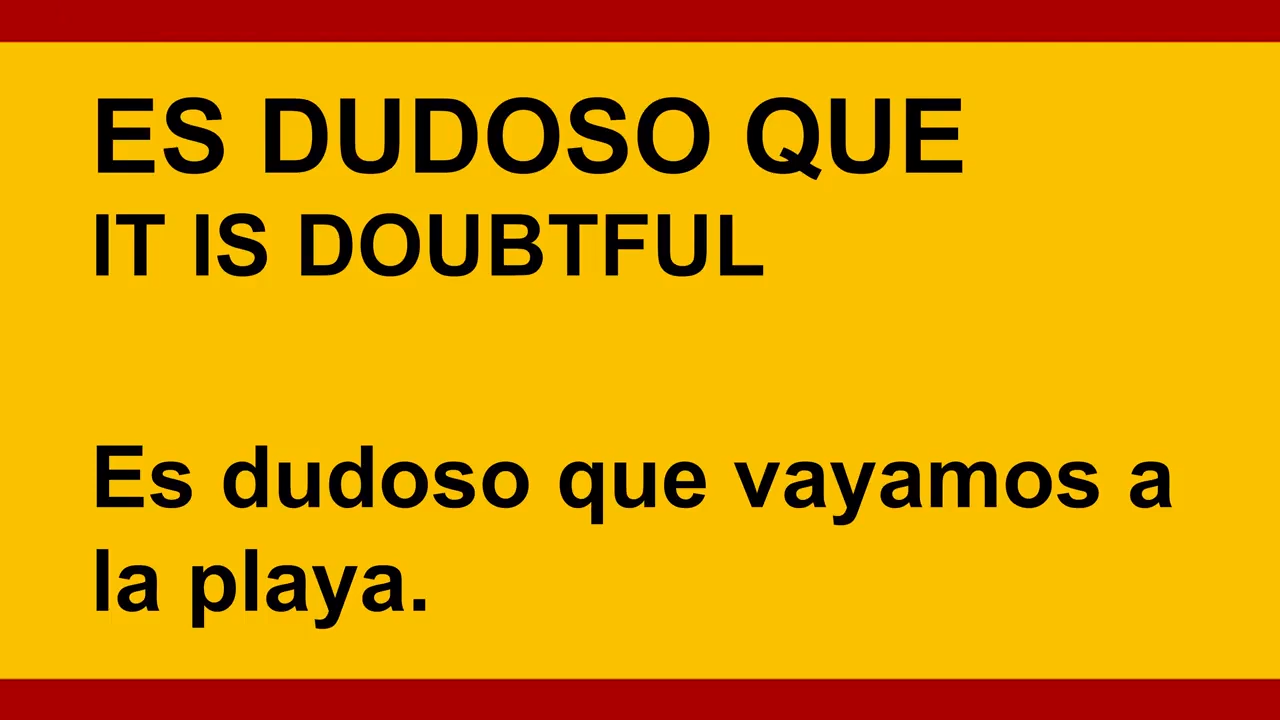 ES DUDOSO QUE
IT IS DOUBTFUL
Es dudoso que vayamos a
la playa.